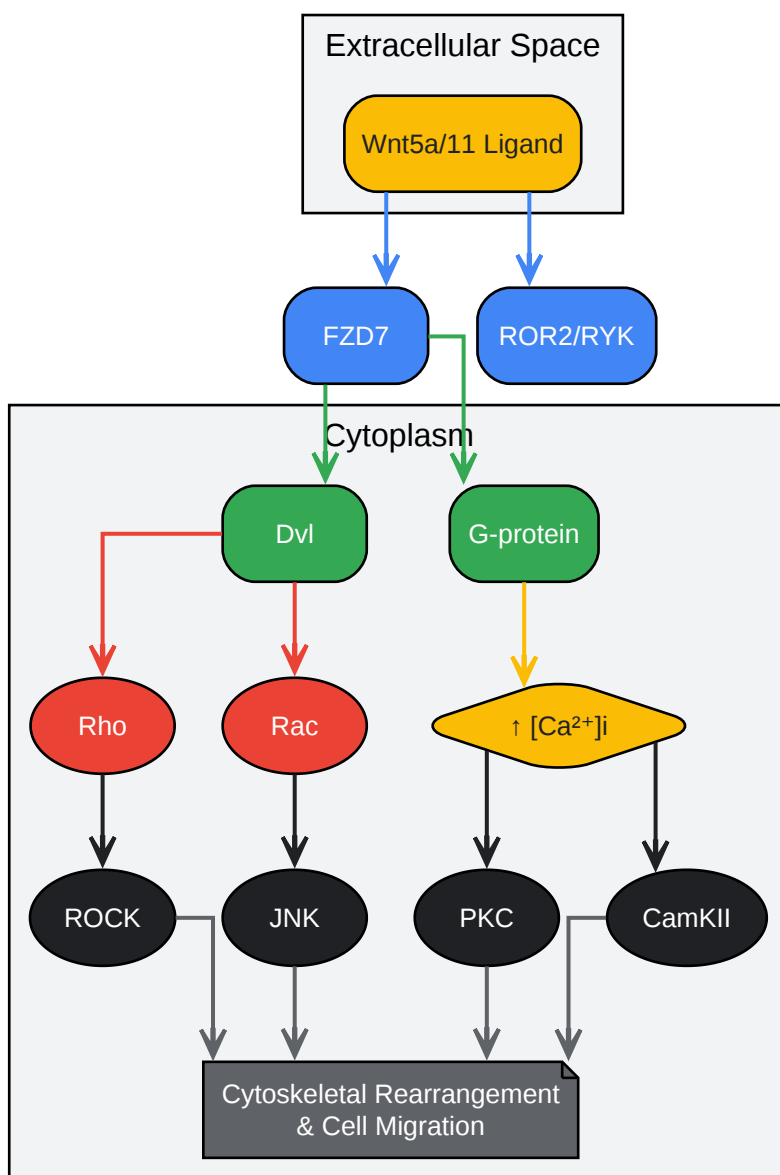 Extracellular Space
Wnt5a/11 Ligand
FZD7
ROR2/RYK
Cytoplasm
Dvl
G-protein
Rho
Rac
↑ [Ca²⁺]i
ROCK
JNK
PKC
CamKII
Cytoskeletal Rearrangement
& Cell Migration